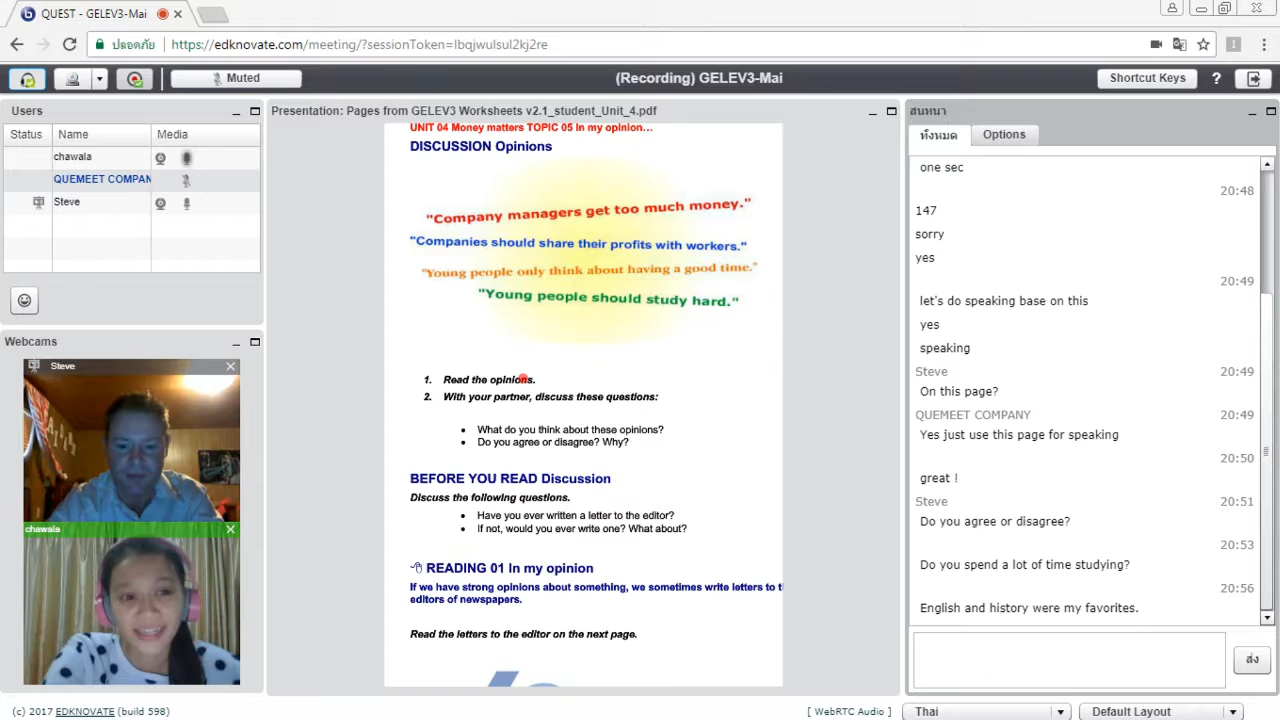 QUEST - GELEV3-Mai
ปลอดภัย https://edknovate.com/meeting/?sessionToken=lbqjwulsul2kj2re
Muted
(Recording) GELEV3-Mai
Shortcut Keys
?
Users
Status Name Media
chawala
QUEMEET COMPAN
Steve
Webcams
Steve
chawala
Presentation: Pages from GELEV3 Worksheets v2.1_student_Unit_4.pdf
UNIT 04 Money matters TOPIC 05 In my opinion...
DISCUSSION Opinions
"Company managers get too much money."
"Companies should share their profits with workers."
"Young people only think about having a good time."
"Young people should study hard."
1. Read the opinions.
2. With your partner, discuss these questions:
• What do you think about these opinions?
• Do you agree or disagree? Why?
BEFORE YOU READ Discussion
Discuss the following questions.
• Have you ever written a letter to the editor?
• If not, would you ever write one? What about?
READING 01 In my opinion
If we have strong opinions about something, we sometimes write letters to t
editors of newspapers.
Read the letters to the editor on the next page.
สนทนา
ทั้งหมด Options
one sec
20:48
147
sorry
yes
20:49
let's do speaking base on this
yes
speaking
Steve 20:49
On this page?
QUEMEET COMPANY 20:49
Yes just use this page for speaking
20:50
great !
Steve 20:51
Do you agree or disagree?
20:53
Do you spend a lot of time studying?
20:56
English and history were my favorites.
ส่ง
(c) 2017 EDKNOVATE (build 598)
[ WebRTC Audio ]
Thai
Default Layout